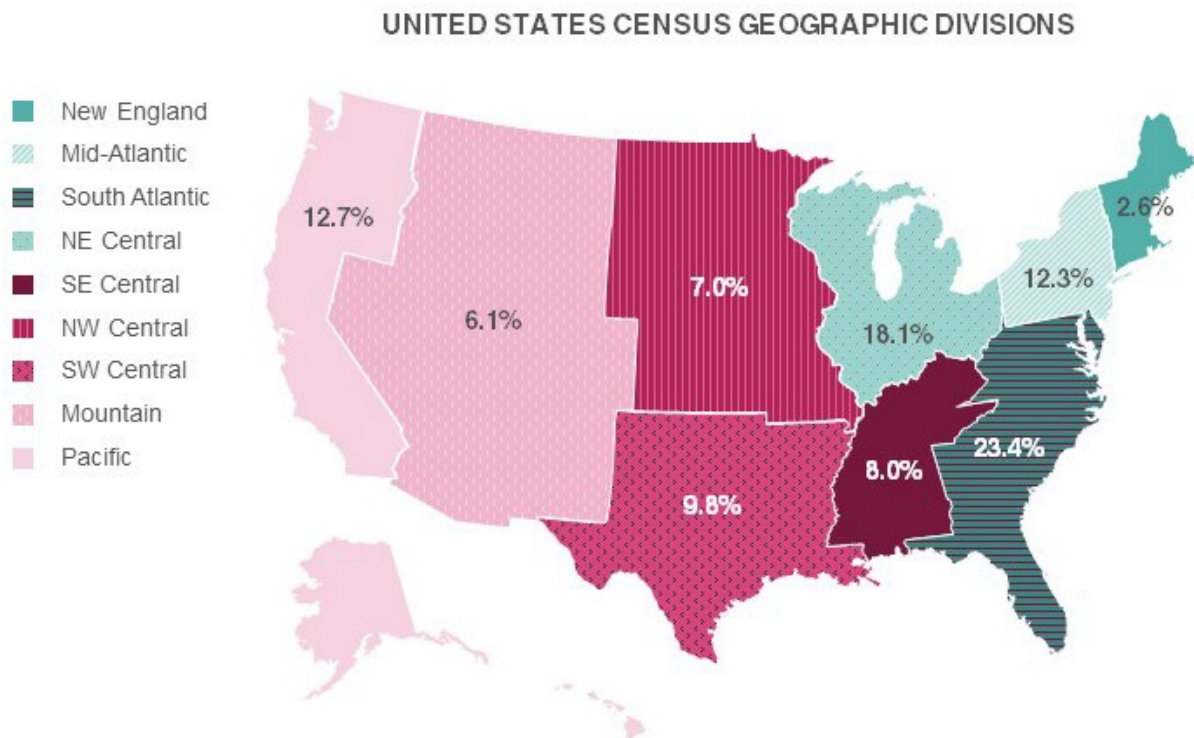 UNITED STATES CENSUS GEOGRAPHIC DIVISIONS
New England
Mid-Atlantic
South Atlantic
NE Central
SE Central
NW Central
SW Central
Mountain
Pacific
12.7%
6.1%
7.0%
18.1%
12.3%
2.6%
9.8%
8.0%
23.4%